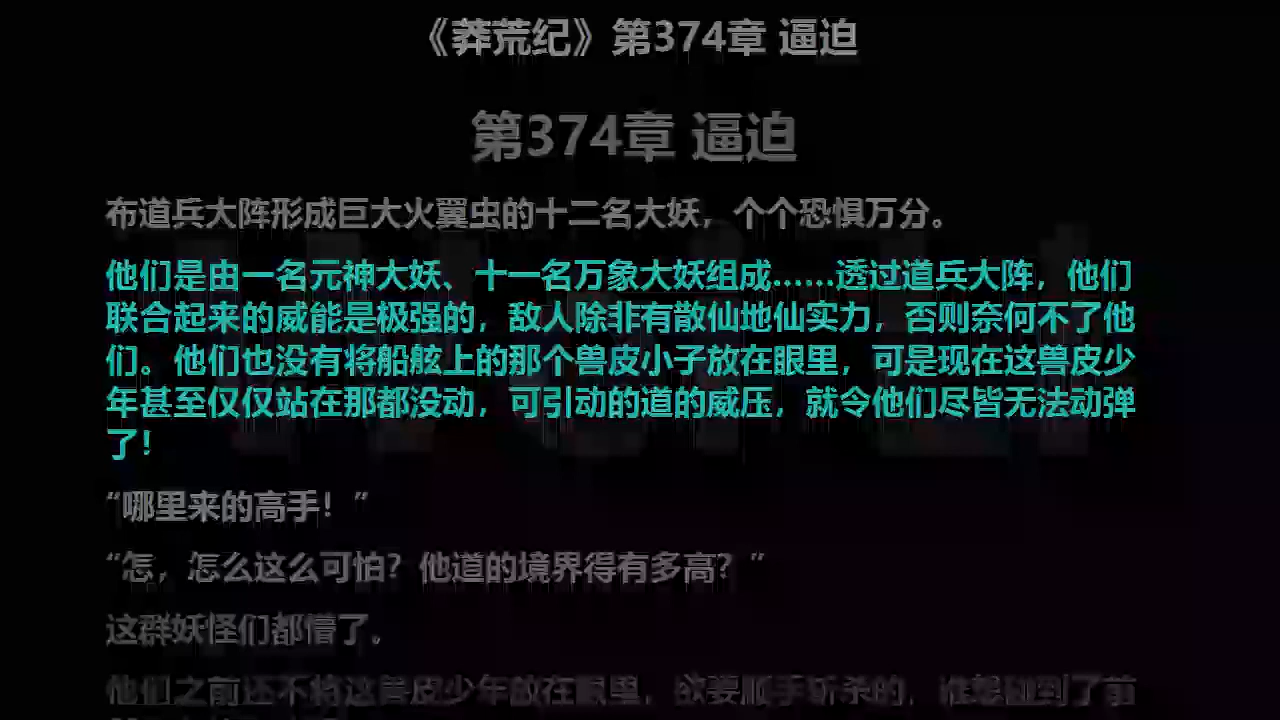 《莽荒纪》第374章 逼迫
第374章 逼迫
布道兵大阵形成巨大火翼虫的十二名大妖，个个恐惧万分。
他们是由一名元神大妖、十一名万象大妖组成……透过道兵大阵，他们
联合起来的威能是极强的，敌人除非有散仙地仙实力，否则奈何不了他
们。他们也没有将船舷上的那个兽皮小子放在眼里，可是现在这兽皮少
年甚至仅仅站在那都没动，可引动的道的威压，就令他们尽皆无法动弹
了！
“哪里来的高手！”
“怎，怎么这么可怕？他道的境界得有多高？”
这群妖怪们都懵了。
他们之前还不将这兽皮少年放在眼里，欲要顺手斩杀的，谁想碰到了前